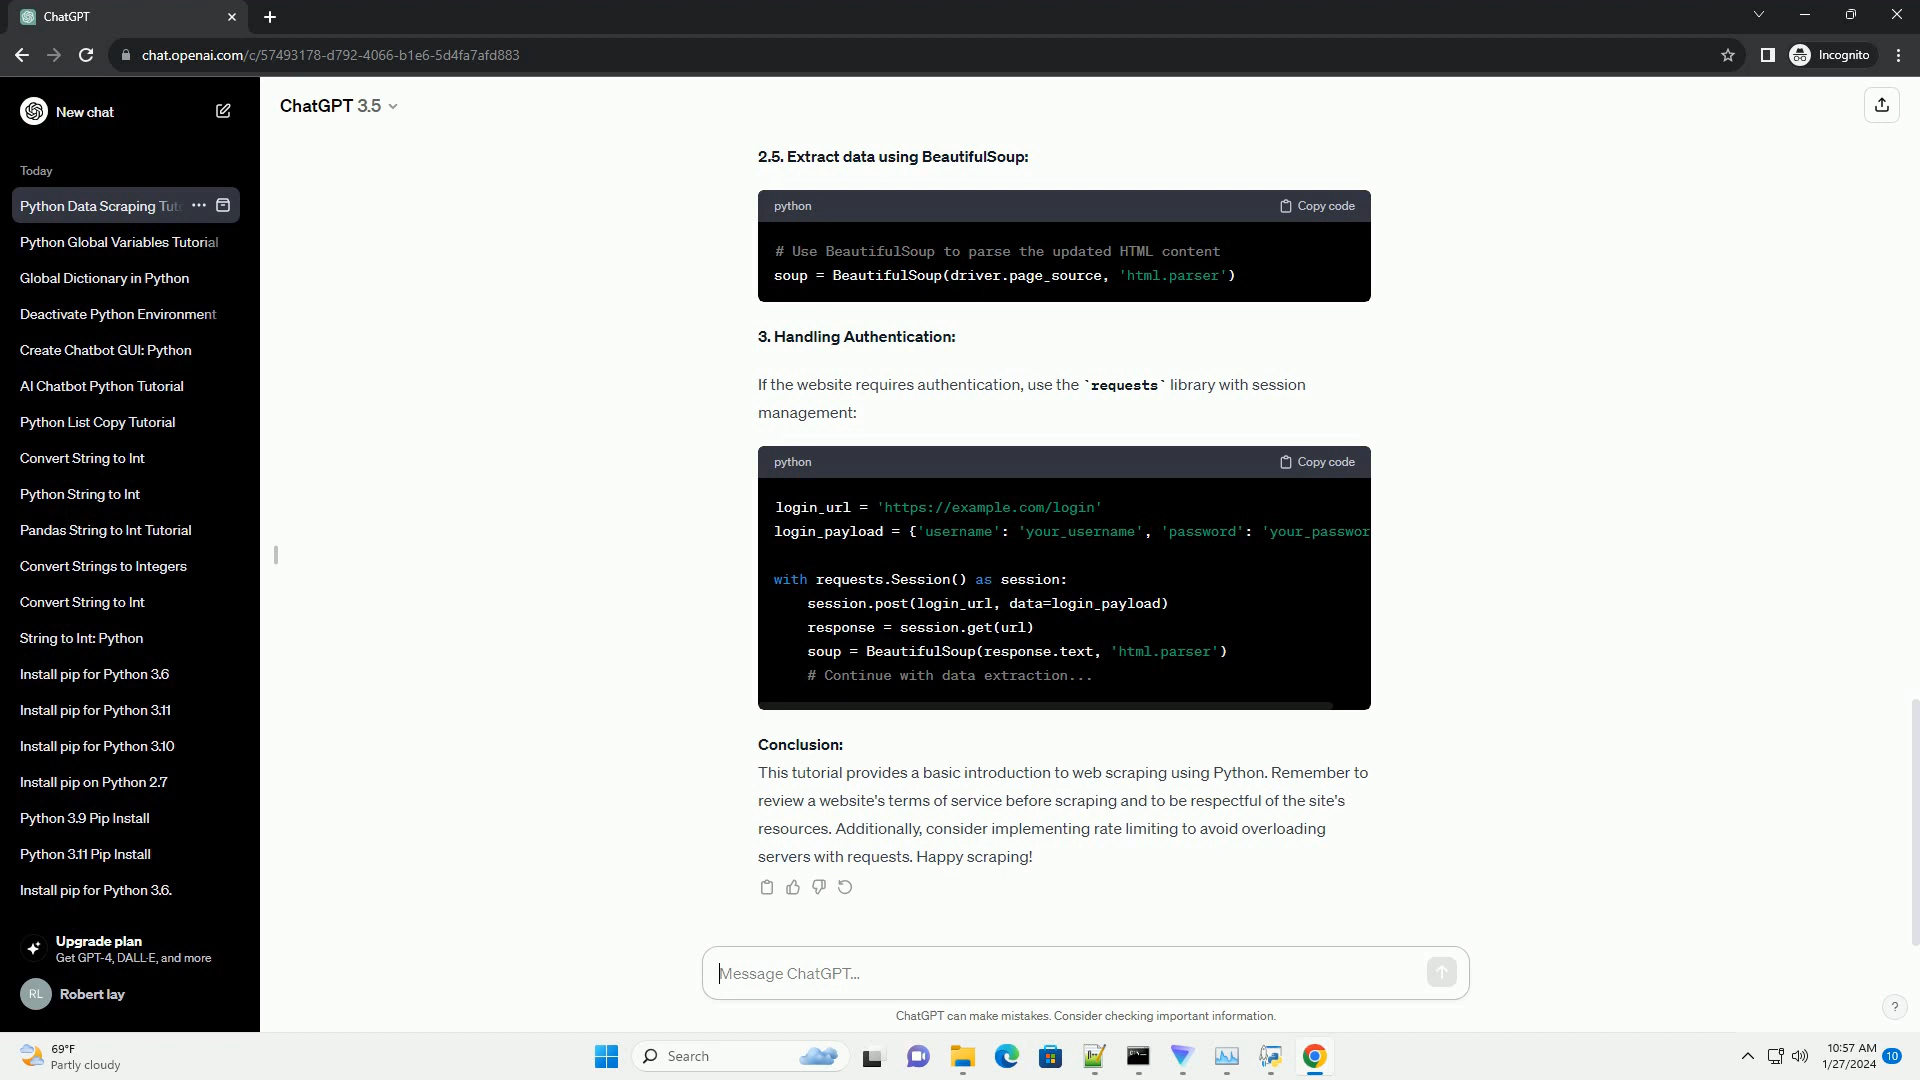 ChatGPT
chat.openai.com/c/57493178-d792-4066-b1e6-5d4fa7afd883
Incognito
New chat
Today
Python Data Scraping Tut
Python Global Variables Tutorial
Global Dictionary in Python
Deactivate Python Environment
Create Chatbot GUI: Python
AI Chatbot Python Tutorial
Python List Copy Tutorial
Convert String to Int
Python String to Int
Pandas String to Int Tutorial
Convert Strings to Integers
Convert String to Int
String to Int: Python
Install pip for Python 3.6
Install pip for Python 3.11
Install pip for Python 3.10
Install pip on Python 2.7
Python 3.9 Pip Install
Python 3.11 Pip Install
Install pip for Python 3.6.
Upgrade plan
Get GPT-4, DALL·E, and more
RL Robert lay
ChatGPT 3.5
2.5. Extract data using BeautifulSoup:
python Copy code
# Use BeautifulSoup to parse the updated HTML content
soup = BeautifulSoup(driver.page_source, 'html.parser')
3. Handling Authentication:
If the website requires authentication, use the `requests` library with session
management:
python Copy code
login_url = 'https://example.com/login'
login_payload = {'username': 'your_username', 'password': 'your_passwor
with requests.Session() as session:
session.post(login_url, data=login_payload)
response = session.get(url)
soup = BeautifulSoup(response.text, 'html.parser')
# Continue with data extraction...
Conclusion:
This tutorial provides a basic introduction to web scraping using Python. Remember to
review a website's terms of service before scraping and to be respectful of the site's
resources. Additionally, consider implementing rate limiting to avoid overloading
servers with requests. Happy scraping!
Message ChatGPT...
ChatGPT can make mistakes. Consider checking important information.
?
69°F
Partly cloudy
Search
10:57 AM
1/27/2024
10